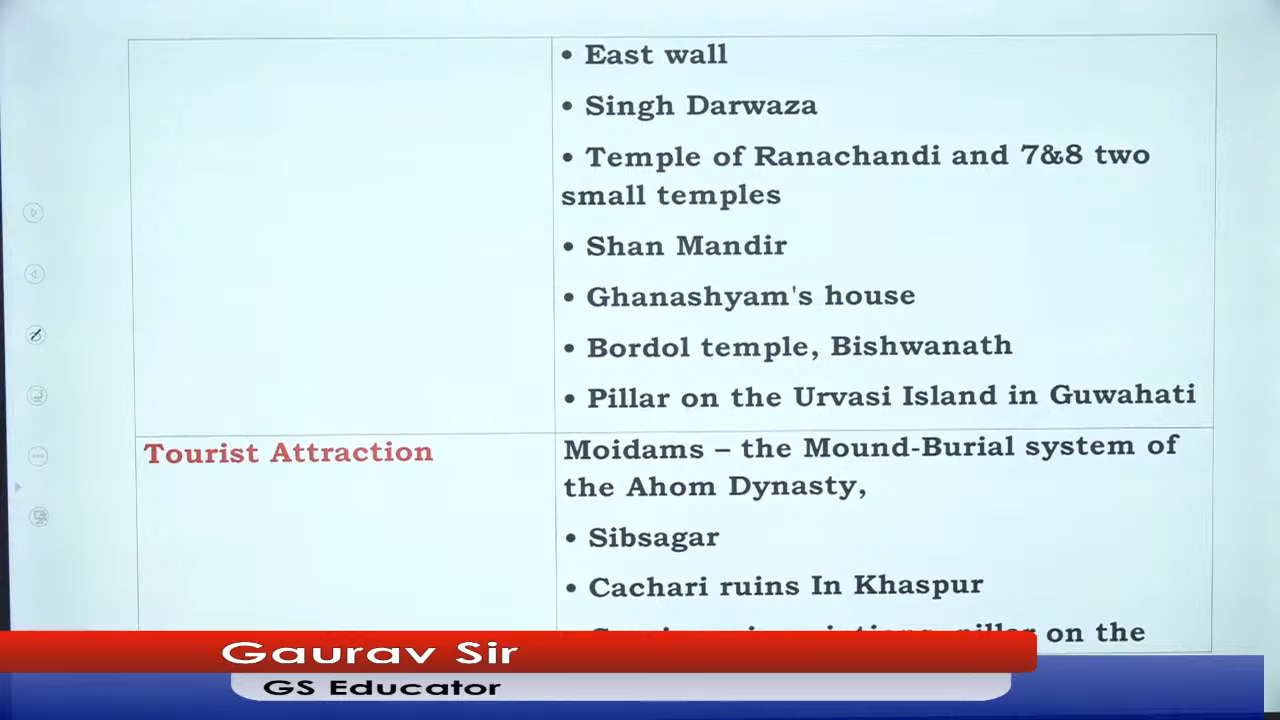 • East wall
• Singh Darwaza
• Temple of Ranachandi and 7&8 two
small temples
• Shan Mandir
• Ghanashyam's house
• Bordol temple, Bishwanath
• Pillar on the Urvasi Island in Guwahati
Tourist Attraction
Moidams – the Mound-Burial system of
the Ahom Dynasty,
• Sibsagar
• Cachari ruins In Khaspur
pillar on the
Gaurav Sir
GS Educator